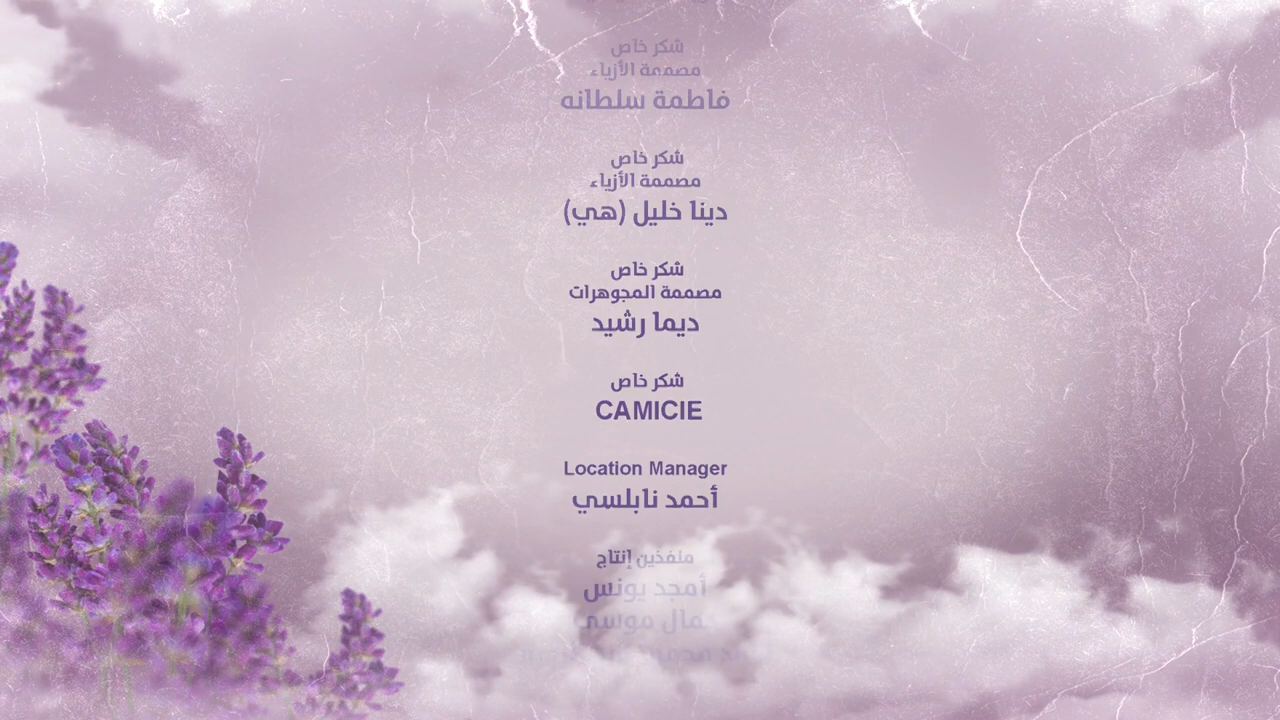 شكر خاص
مصممة الأزياء
فاطمة سلطانه
شكر خاص
مصممة الأزياء
دينا خليل (هي)
شكر خاص
مصممة المجوهرات
ديما رشيد
شكر خاص
CAMICIE
Location Manager
أحمد نابلسي
منفذين إنتاج
أمجد يونس
موسى